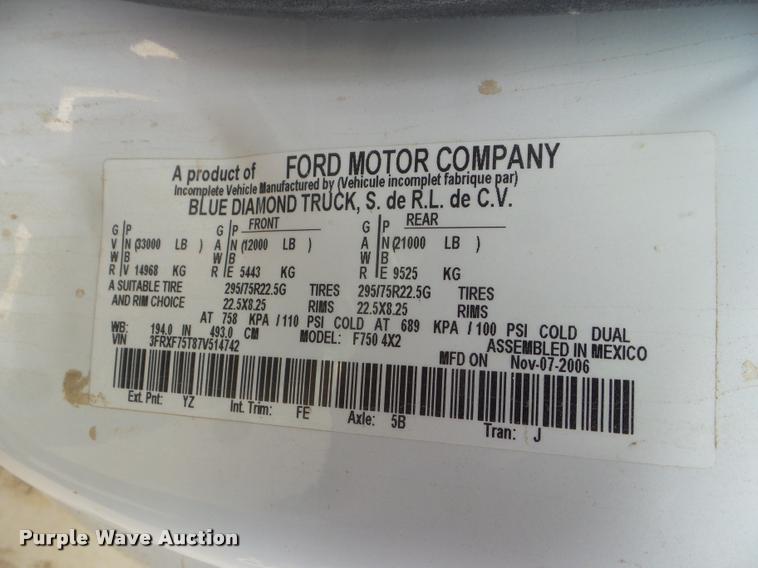 A product of FORD MOTOR COMPANY
Incomplete Vehicle Manufactured by (Vehicule incomplet fabrique par)
BLUE DIAMOND TRUCK, S. de R.L. de C.V.
FRONT REAR
G P G P G P
V N (33000 LB ) A N (12000 LB ) A N (21000 LB )
W B W B W B
R V 14968 KG R E 5443 KG R E 9525 KG
A SUITABLE TIRE 295/75R22.5G TIRES 295/75R22.5G TIRES
AND RIM CHOICE 22.5X8.25 RIMS 22.5X8.25 RIMS
AT 758 KPA /110 PSI COLD AT 689 KPA / 100 PSI COLD DUAL
WB: 194.0 IN 493.0 CM MODEL: F750 4X2 ASSEMBLED IN MEXICO
VIN 3FRXF75T87V514742 MFD ON Nov-07-2006
Ext. Pnt: YZ Int. Trim: FE Axle: 5B Tran: J
Purple Wave Auction